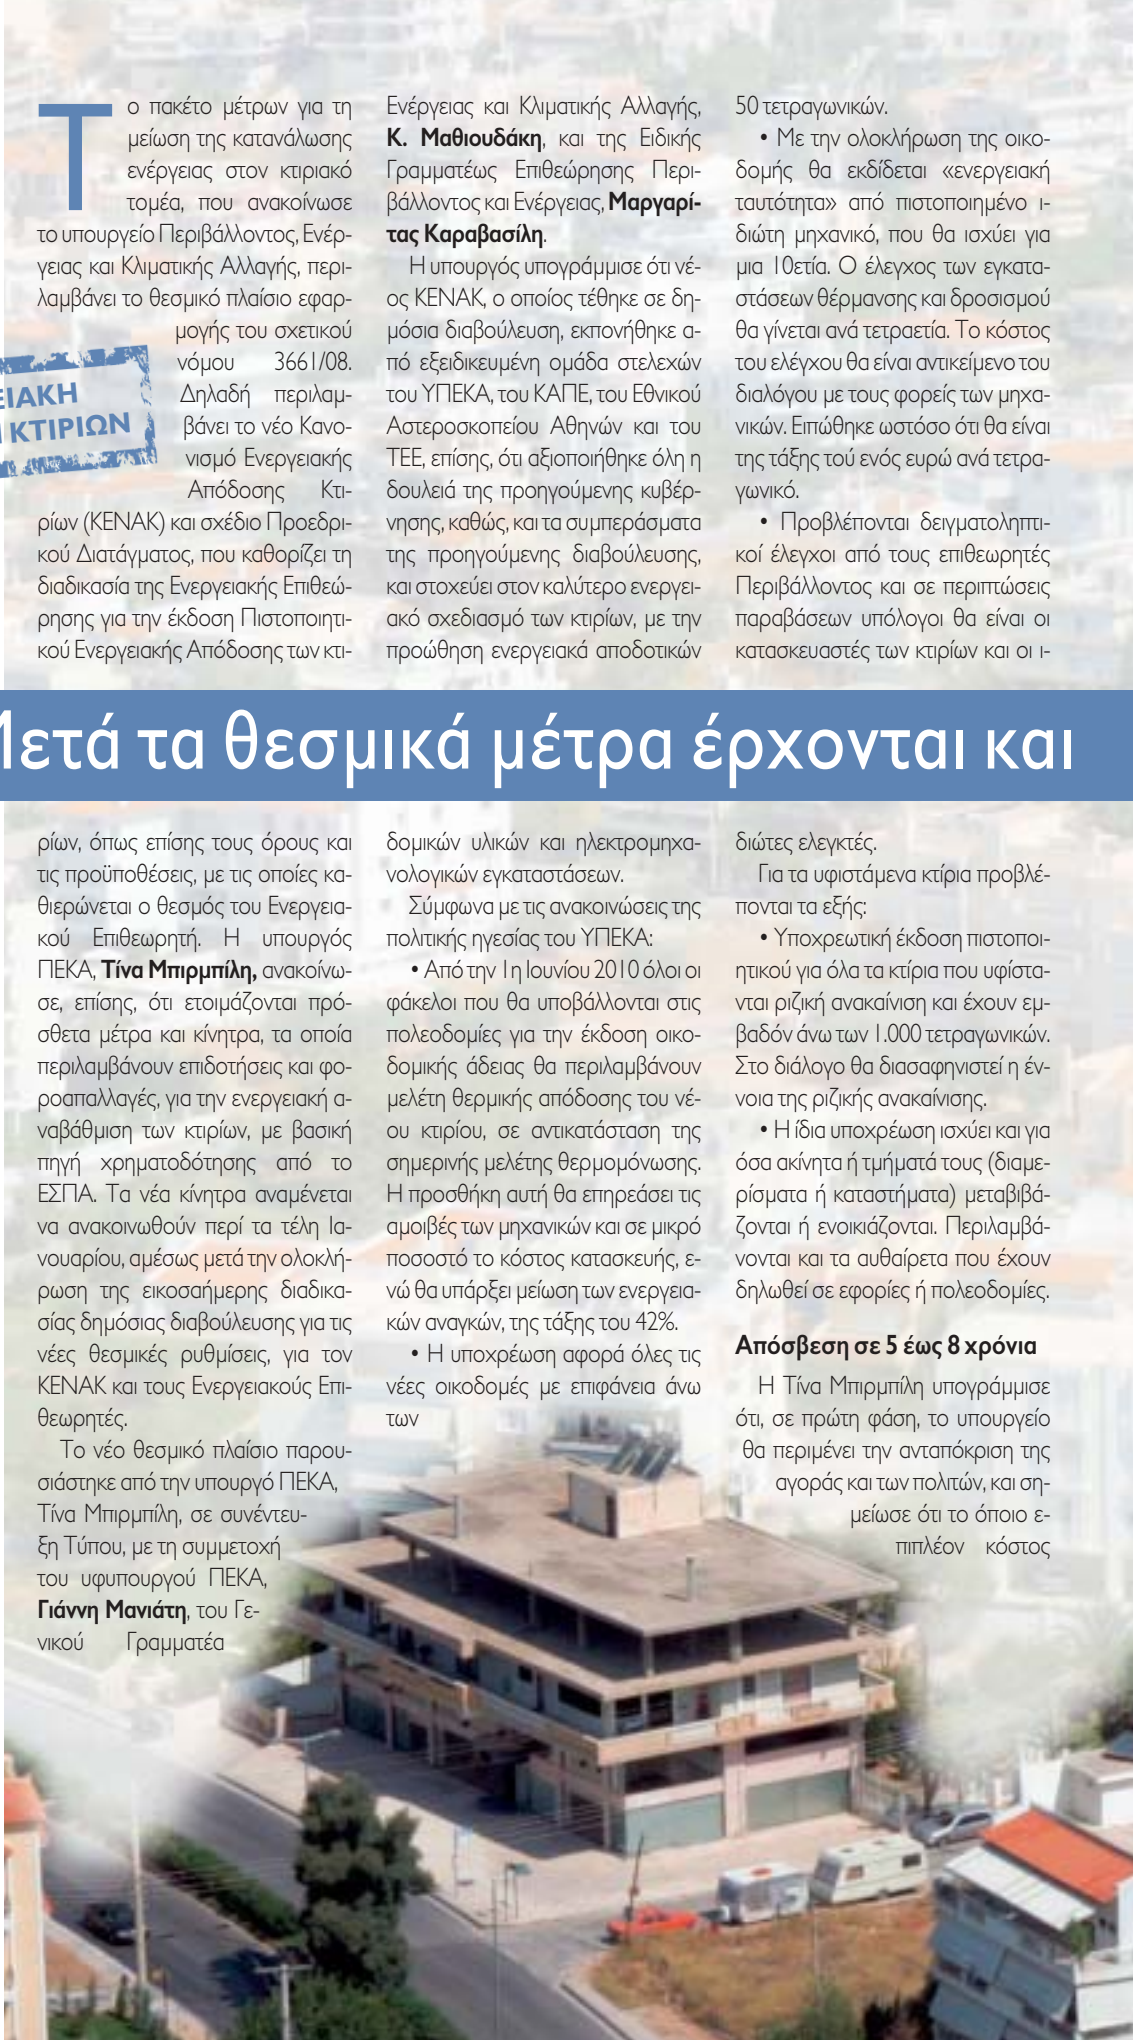 Το πακέτο μέτρων για τη
μείωση της κατανάλωσης
ενέργειας στον κτιριακό
τομέα, που ανακοίνωσε
το υπουργείο Περιβάλλοντος, Ενέρ-
γειας και Κλιματικής Αλλαγής, περι-
λαμβάνει το θεσμικό πλαίσιο εφαρ-
μογής του σχετικού
νόμου 3661/08.
Δηλαδή περιλαμ-
βάνει το νέο Κανο-
νισμό Ενεργειακής
Απόδοσης Κτι-
ρίων (ΚΕΝΑΚ) και σχέδιο Προεδρι-
κού Διατάγματος, που καθορίζει τη
διαδικασία της Ενεργειακής Επιθεώ-
ρησης για την έκδοση Πιστοποιητι-
κού Ενεργειακής Απόδοσης των κτι-
ΕΙΑΚΗ
ΚΤΙΡΙΩΝ
ρίων, όπως επίσης τους όρους και
τις προϋποθέσεις, με τις οποίες κα-
θιερώνεται ο θεσμός του Ενεργεια-
κού Επιθεωρητή. Η υπουργός
ΠΕΚΑ, Τίνα Μπιρμπίλη, ανακοίνω-
σε, επίσης, ότι ετοιμάζονται πρό-
σθετα μέτρα και κίνητρα, τα οποία
περιλαμβάνουν επιδοτήσεις και φο-
ροαπαλλαγές, για την ενεργειακή α-
ναβάθμιση των κτιρίων, με βασική
πηγή χρηματοδότησης από το
ΕΣΠΑ. Τα νέα κίνητρα αναμένεται
να ανακοινωθούν περί τα τέλη Ια-
νουαρίου, αμέσως μετά την ολοκλή-
ρωση της εικοσαήμερης διαδικα-
σίας δημόσιας διαβούλευσης για τις
νέες θεσμικές ρυθμίσεις, για τον
ΚΕΝΑΚ και τους Ενεργειακούς Επι-
θεωρητές.
Το νέο θεσμικό πλαίσιο παρου-
σιάστηκε από την υπουργό ΠΕΚΑ,
Τίνα Μπιρμπίλη, σε συνέντευ-
ξη Τύπου, με τη συμμετοχή
του υφυπουργού ΠΕΚΑ,
Γιάννη Μανιάτη, του Γε-
νικού Γραμματέα
Ενέργειας και Κλιματικής Αλλαγής,
Κ. Μαθιουδάκη, και της Ειδικής
Γραμματέως Επιθεώρησης Περι-
βάλλοντος και Ενέργειας, Μαργαρί-
τας Καραβασίλη.
Η υπουργός υπογράμμισε ότι νέ-
ος ΚΕΝΑΚ, ο οποίος τέθηκε σε δη-
μόσια διαβούλευση, εκπονήθηκε α-
πό εξειδικευμένη ομάδα στελεχών
του ΥΠΕΚΑ, του ΚΑΠΕ, του Εθνικού
Αστεροσκοπείου Αθηνών και του
ΤΕΕ, επίσης, ότι αξιοποιήθηκε όλη η
δουλειά της προηγούμενης κυβέρ-
νησης, καθώς, και τα συμπεράσματα
της προηγούμενης διαβούλευσης,
και στοχεύει στον καλύτερο ενεργει-
ακό σχεδιασμό των κτιρίων, με την
προώθηση ενεργειακά αποδοτικών
δομικών υλικών και ηλεκτρομηχα-
νολογικών εγκαταστάσεων.
Σύμφωνα με τις ανακοινώσεις της
πολιτικής ηγεσίας του ΥΠΕΚΑ:
• Από την 1η Ιουνίου 2010 όλοι οι
φάκελοι που θα υποβάλλονται στις
πολεοδομίες για την έκδοση οικο-
δομικής άδειας θα περιλαμβάνουν
μελέτη θερμικής απόδοσης του νέ-
ου κτιρίου, σε αντικατάσταση της
σημερινής μελέτης θερμομόνωσης.
Η προσθήκη αυτή θα επηρεάσει τις
αμοιβές των μηχανικών και σε μικρό
ποσοστό το κόστος κατασκευής, ε-
νώ θα υπάρξει μείωση των ενεργεια-
κών αναγκών, της τάξης του 42%.
• Η υποχρέωση αφορά όλες τις
νέες οικοδομές με επιφάνεια άνω
των
50 τετραγωνικών.
• Με την ολοκλήρωση της οικο-
δομής θα εκδίδεται «ενεργειακή
ταυτότητα» από πιστοποιημένο ι-
διώτη μηχανικό, που θα ισχύει για
μια 10ετία. Ο έλεγχος των εγκατα-
στάσεων θέρμανσης και δροσισμού
θα γίνεται ανά τετραετία. Το κόστος
του ελέγχου θα είναι αντικείμενο του
διαλόγου με τους φορείς των μηχα-
νικών. Ειπώθηκε ωστόσο ότι θα είναι
της τάξης τού ενός ευρώ ανά τετρα-
γωνικό.
• Προβλέπονται δειγματοληπτι-
κοί έλεγχοι από τους επιθεωρητές
Περιβάλλοντος και σε περιπτώσεις
παραβάσεων υπόλογοι θα είναι οι
κατασκευαστές των κτιρίων και οι ι-
διώτες ελεγκτές.
Για τα υφιστάμενα κτίρια προβλέ-
πονται τα εξής:
• Υποχρεωτική έκδοση πιστοποι-
ητικού για όλα τα κτίρια που υφίστα-
νται ριζική ανακαίνιση και έχουν εμ-
βαδόν άνω των 1.000 τετραγωνικών.
Στο διάλογο θα διασαφηνιστεί η έν-
νοια της ριζικής ανακαίνισης.
• Η ίδια υποχρέωση ισχύει και για
όσα ακίνητα ή τμήματά τους (διαμε-
ρίσματα ή καταστήματα) μεταβιβά-
ζονται ή ενοικιάζονται. Περιλαμβά-
νονται και τα αυθαίρετα που έχουν
δηλωθεί σε εφορίες ή πολεοδομίες.
Απόσβεση σε 5 έως 8 χρόνια
Η Τίνα Μπιρμπίλη υπογράμμισε
ότι, σε πρώτη φάση, το υπουργείο
θα περιμένει την ανταπόκριση της
αγοράς και των πολιτών, και ση-
μείωσε ότι το όποιο ε-
πιπλέον κόστος
Μετά τα θεσμικά μέτρα έρχονται και